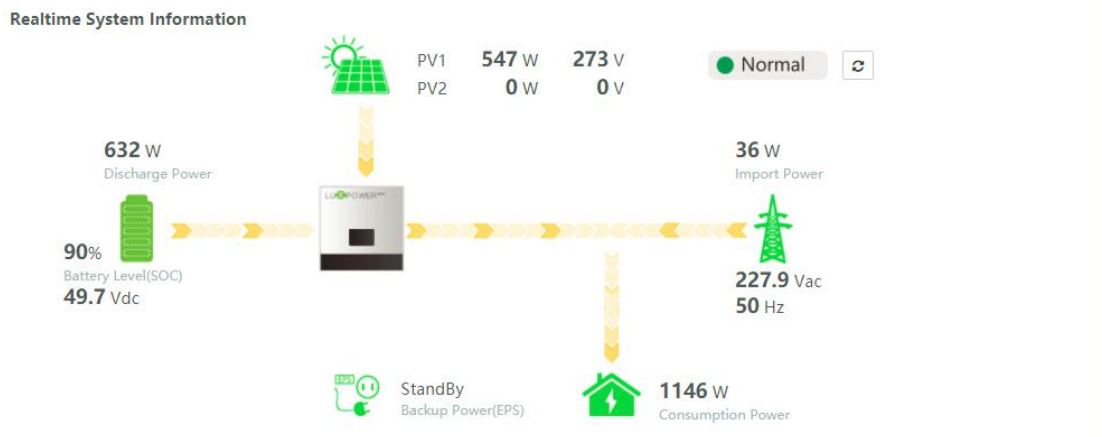 Realtime System Information
PV1 547 W 273 V
PV2 0 W 0 V
Normal
632 W
Discharge Power
36 W
Import Power
LUXPOWER
90%
Battery Level(SOC)
49.7 Vdc
227.9 Vac
50 Hz
EPS
StandBy
Backup Power(EPS)
1146 W
Consumption Power